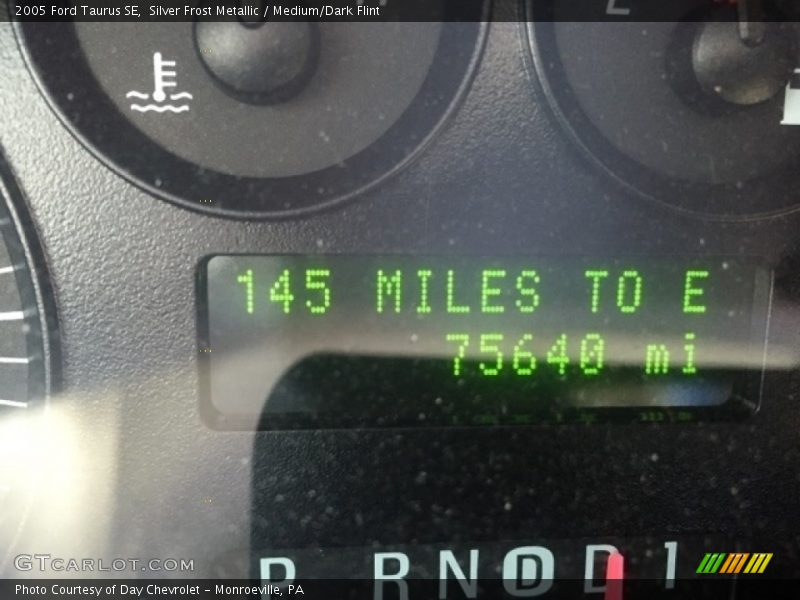 2005 Ford Taurus SE, Silver Frost Metallic / Medium/Dark Flint
E
145 MILES TO E
75640 mi
P R N D D 1
GTCARLOT.COM
Photo Courtesy of Day Chevrolet - Monroeville, PA